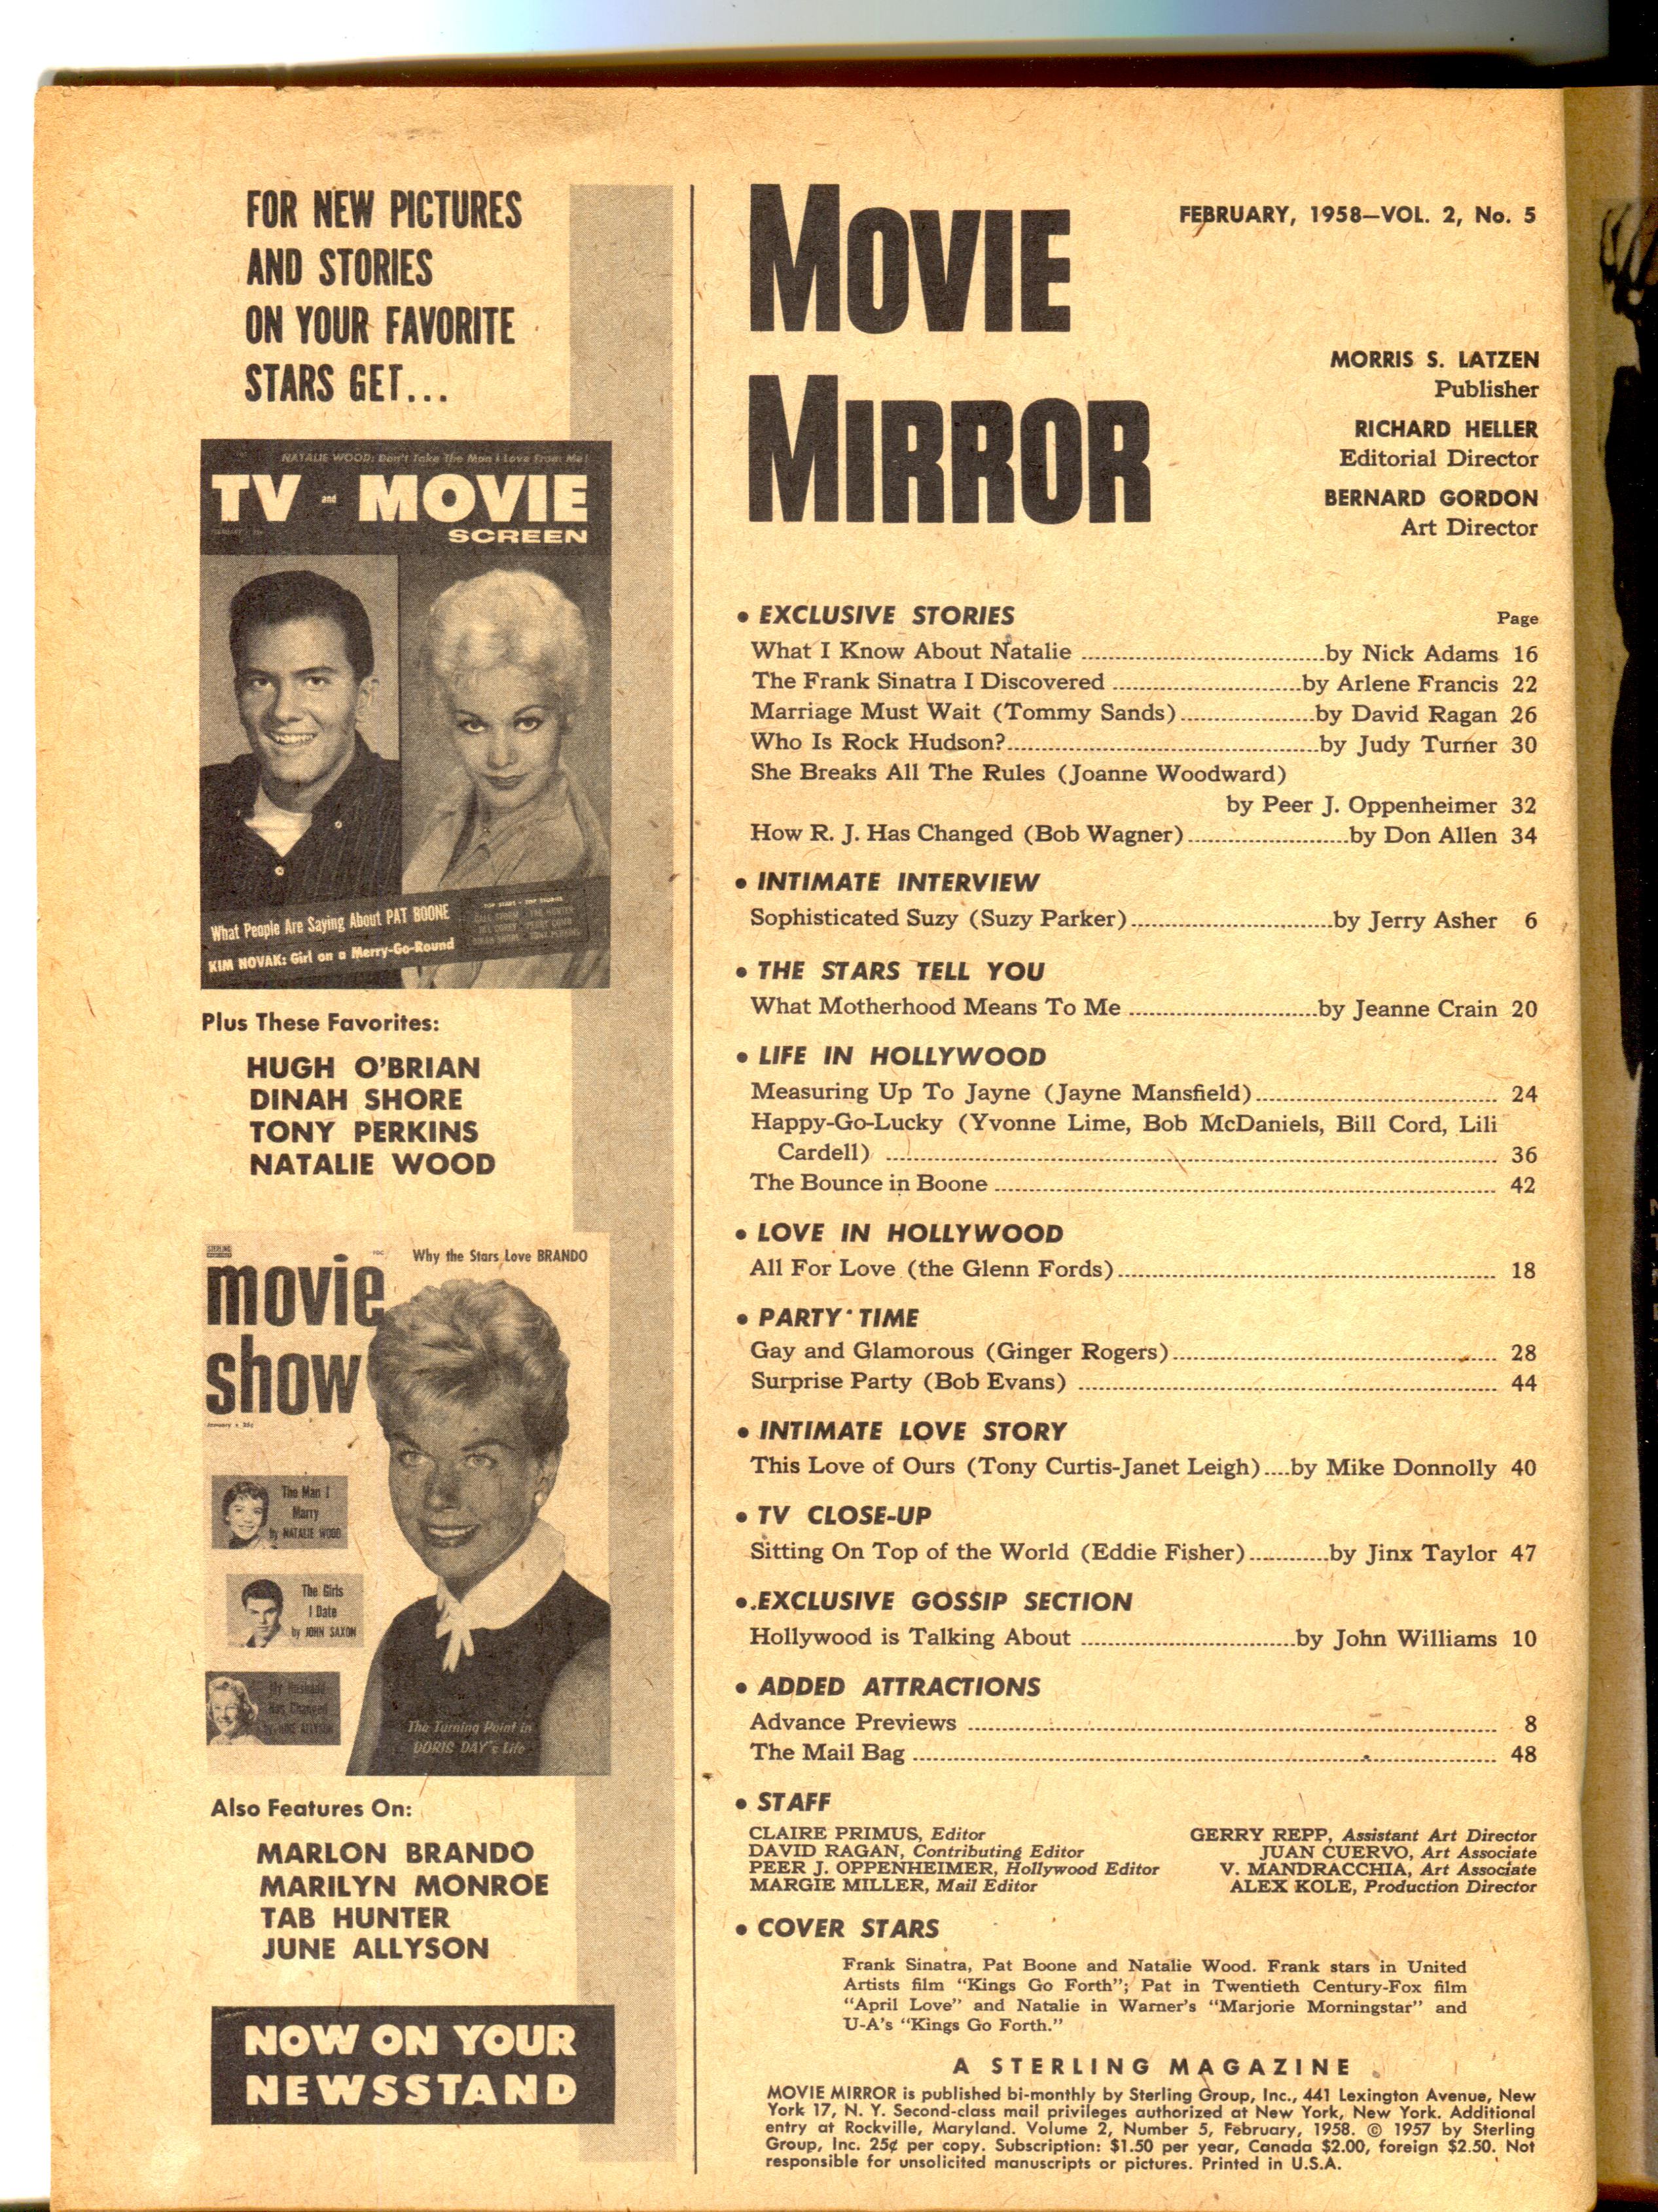 FOR NEW PICTURES
AND STORIES
ON YOUR FAVORITE
STARS GET...
NATALIE WOOD: Don't Take The Man I Love From Me!
TV and MOVIE
SCREEN
What People Are Saying About PAT BOONE
KIM NOVAK: Girl on a Merry-Go-Round
TOP STARS - TOP STORIES
Plus These Favorites:
HUGH O'BRIAN
DINAH SHORE
TONY PERKINS
NATALIE WOOD
Why the Stars Love BRANDO
movie
show
January • 25c
The Man I
Marry
by NATALIE WOOD
The Girls
I Date
by JOHN SAXON
My Husband
Has Changed
by JUNE ALLYSON
The Turning Point in
DORIS DAY's Life
Also Features On:
MARLON BRANDO
MARILYN MONROE
TAB HUNTER
JUNE ALLYSON
NOW ON YOUR
NEWSSTAND
MOVIE
MIRROR
FEBRUARY, 1958—VOL. 2, No. 5
MORRIS S. LATZEN
Publisher
RICHARD HELLER
Editorial Director
BERNARD GORDON
Art Director
• EXCLUSIVE STORIES Page
What I Know About Natalie ........ by Nick Adams 16
The Frank Sinatra I Discovered ........ by Arlene Francis 22
Marriage Must Wait (Tommy Sands) ........ by David Ragan 26
Who Is Rock Hudson? ........ by Judy Turner 30
She Breaks All The Rules (Joanne Woodward)
by Peer J. Oppenheimer 32
How R. J. Has Changed (Bob Wagner) ........ by Don Allen 34
• INTIMATE INTERVIEW
Sophisticated Suzy (Suzy Parker) ........ by Jerry Asher 6
• THE STARS TELL YOU
What Motherhood Means To Me ........ by Jeanne Crain 20
• LIFE IN HOLLYWOOD
Measuring Up To Jayne (Jayne Mansfield) ........ 24
Happy-Go-Lucky (Yvonne Lime, Bob McDaniels, Bill Cord, Lili
Cardell) ........ 36
The Bounce in Boone ........ 42
• LOVE IN HOLLYWOOD
All For Love (the Glenn Fords) ........ 18
• PARTY TIME
Gay and Glamorous (Ginger Rogers) ........ 28
Surprise Party (Bob Evans) ........ 44
• INTIMATE LOVE STORY
This Love of Ours (Tony Curtis-Janet Leigh) .... by Mike Donnolly 40
• TV CLOSE-UP
Sitting On Top of the World (Eddie Fisher) ........ by Jinx Taylor 47
• EXCLUSIVE GOSSIP SECTION
Hollywood is Talking About ........ by John Williams 10
• ADDED ATTRACTIONS
Advance Previews ........ 8
The Mail Bag ........ 48
• STAFF
CLAIRE PRIMUS, Editor
DAVID RAGAN, Contributing Editor
PEER J. OPPENHEIMER, Hollywood Editor
MARGIE MILLER, Mail Editor
GERRY REPP, Assistant Art Director
JUAN CUERVO, Art Associate
V. MANDRACCHIA, Art Associate
ALEX KOLE, Production Director
• COVER STARS
Frank Sinatra, Pat Boone and Natalie Wood. Frank stars in United
Artists film "Kings Go Forth"; Pat in Twentieth Century-Fox film
"April Love" and Natalie in Warner's "Marjorie Morningstar" and
U-A's "Kings Go Forth."
A STERLING MAGAZINE
MOVIE MIRROR is published bi-monthly by Sterling Group, Inc., 441 Lexington Avenue, New
York 17, N. Y. Second-class mail privileges authorized at New York, New York. Additional
entry at Rockville, Maryland. Volume 2, Number 5, February, 1958. © 1957 by Sterling
Group, Inc. 25¢ per copy. Subscription: $1.50 per year, Canada $2.00, foreign $2.50. Not
responsible for unsolicited manuscripts or pictures. Printed in U.S.A.